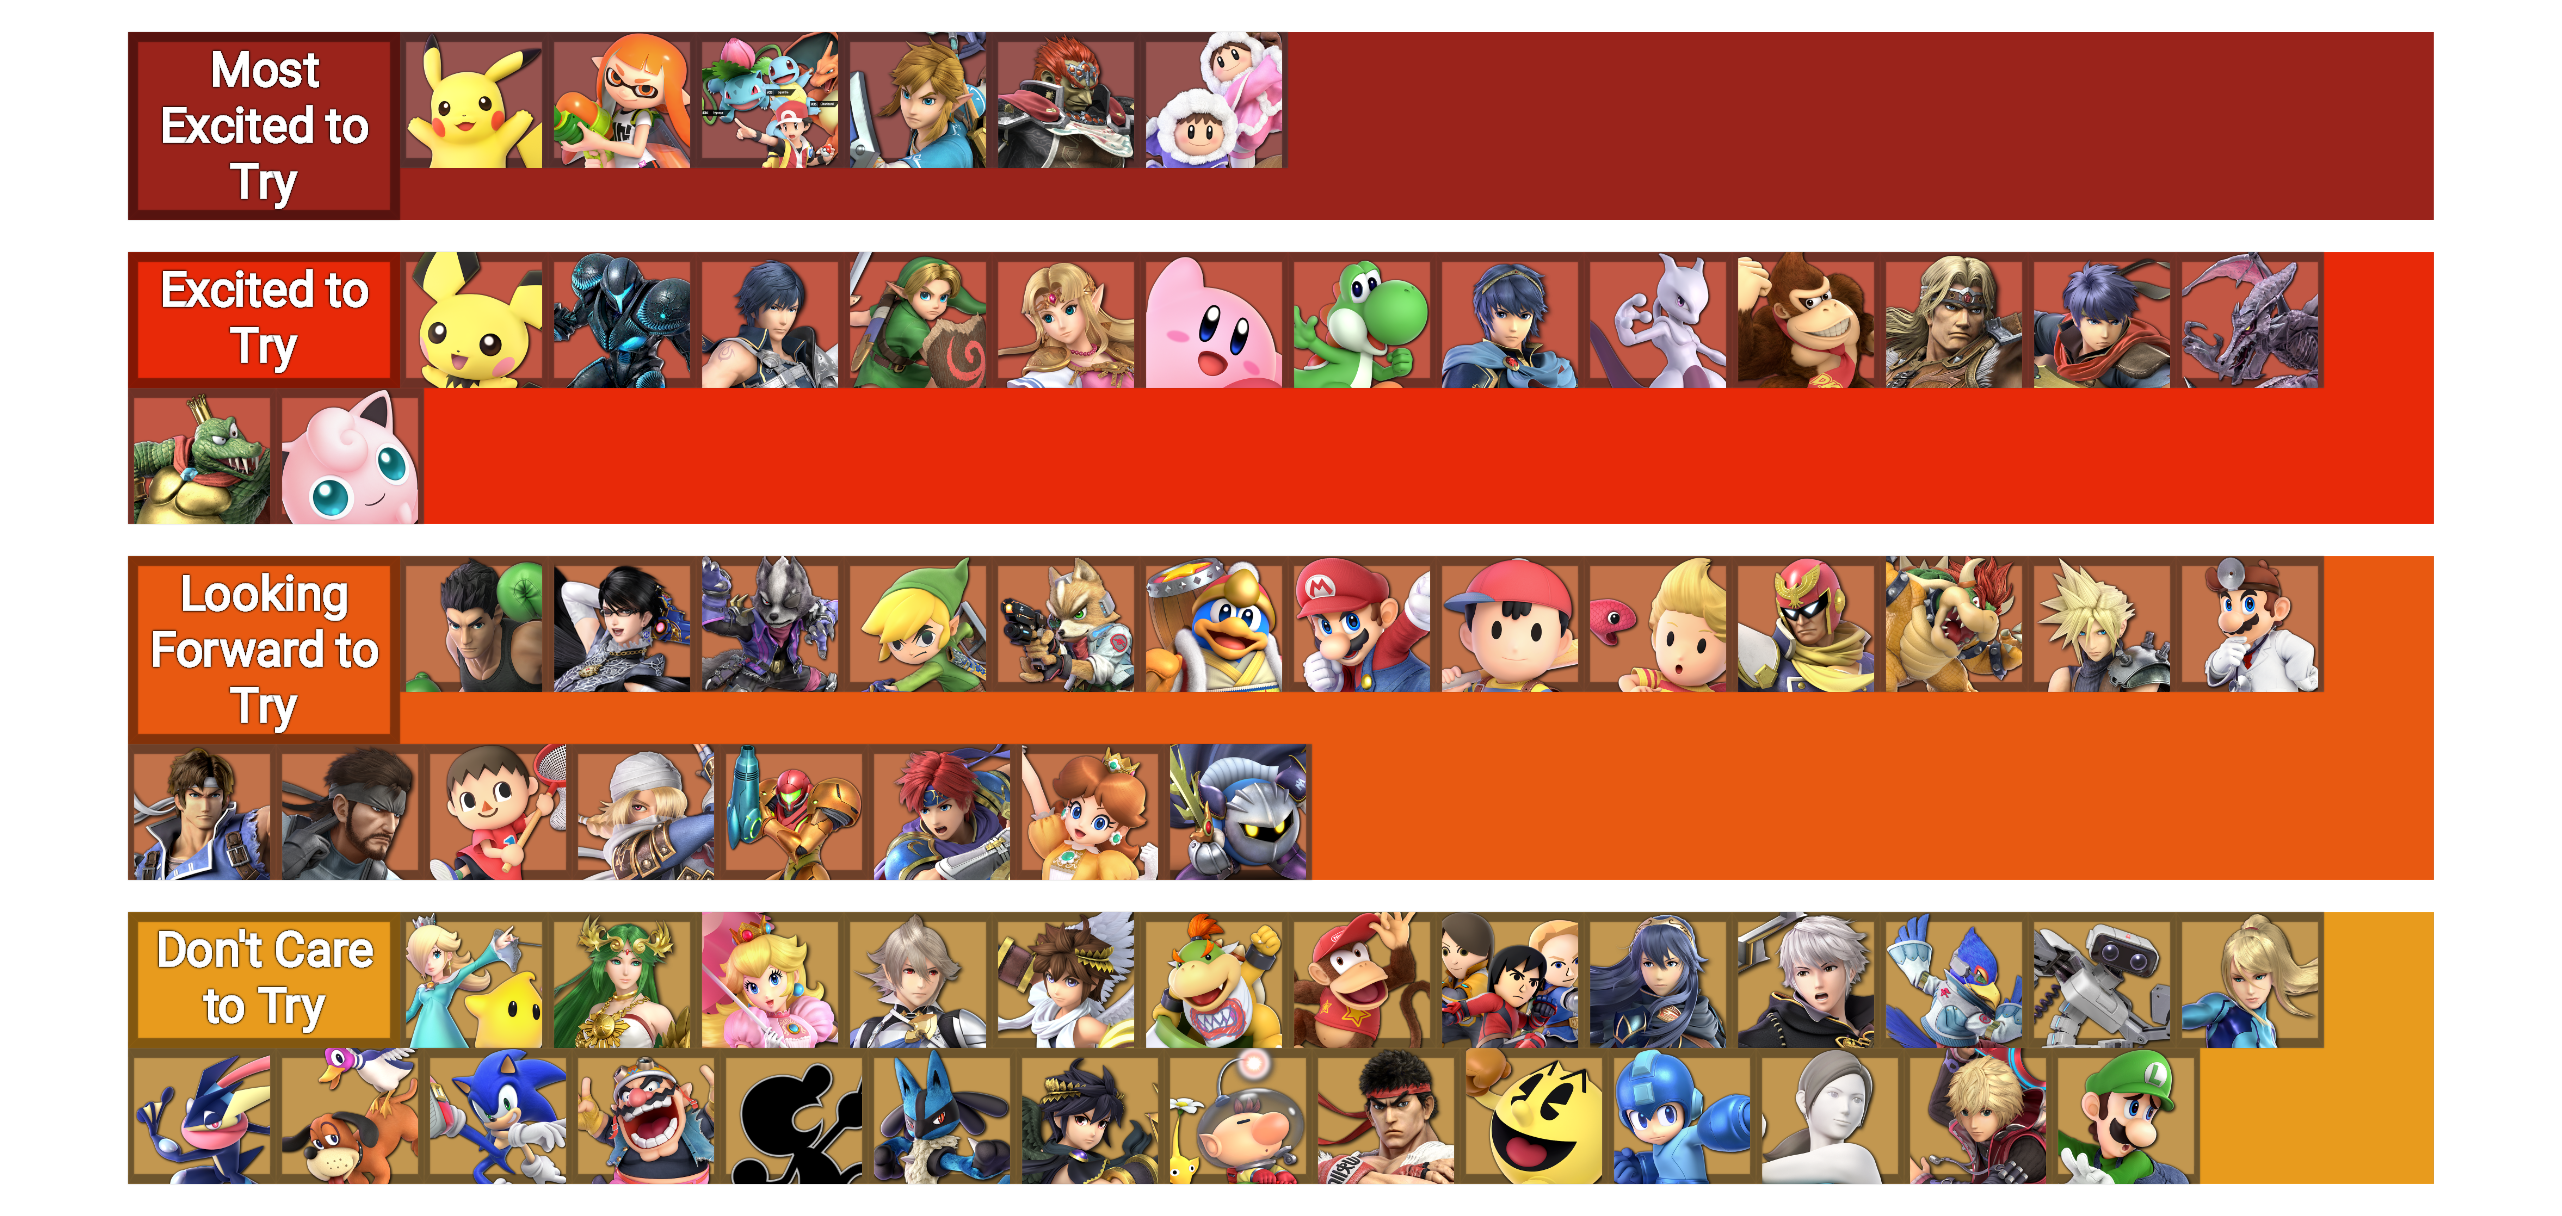 Most
Excited to
Try
Excited to
Try
Looking
Forward to
Try
Don't Care
to Try